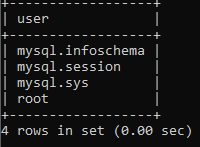 +------------------+
| user             |
+------------------+
| mysql.infoschema |
| mysql.session    |
| mysql.sys        |
| root             |
+------------------+
4 rows in set (0.00 sec)